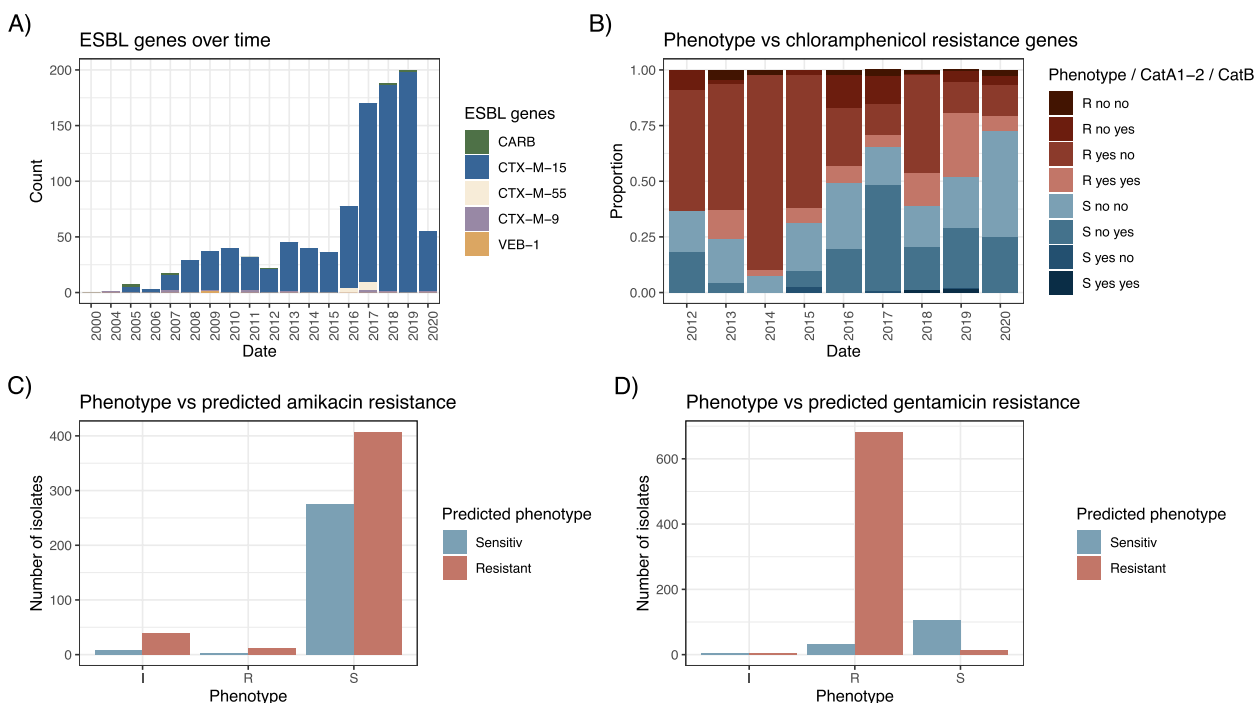 A)
ESBL genes over time
200
150
100
50
0
Count
2000
2004
2005
2006
2007
2008
2009
2010
2011
2012
2013
2014
2015
2016
2017
2018
2019
2020
Date
ESBL genes
CARB
CTX-M-15
CTX-M-55
CTX-M-9
VEB-1
B)
Phenotype vs chloramphenicol resistance genes
1.00
0.75
0.50
0.25
0.00
Proportion
2012
2013
2014
2015
2016
2017
2018
2019
2020
Date
Phenotype / CatA1-2 / CatB
R no no
R no yes
R yes no
R yes yes
S no no
S no yes
S yes no
S yes yes
C)
Phenotype vs predicted amikacin resistance
400
300
200
100
0
Number of isolates
I
R
S
Phenotype
Predicted phenotype
Sensitiv
Resistant
D)
Phenotype vs predicted gentamicin resistance
600
400
200
0
Number of isolates
I
R
S
Phenotype
Predicted phenotype
Sensitiv
Resistant